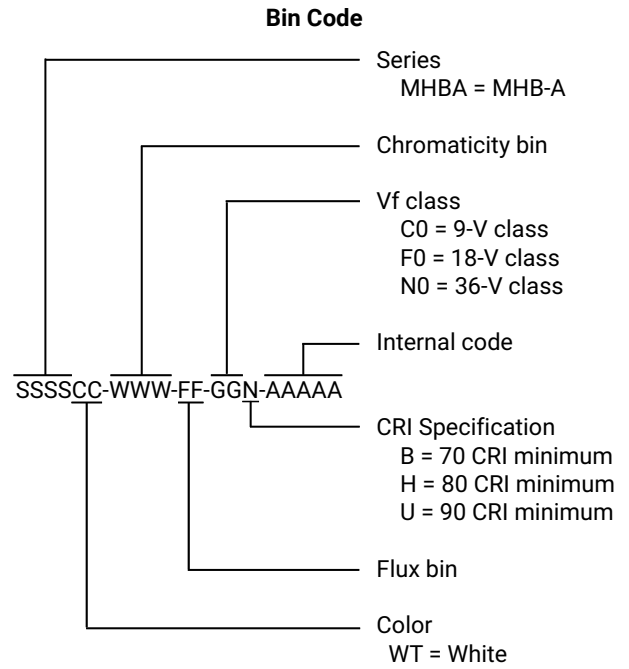 Bin Code
Series
MHBA = MHB-A
Chromaticity bin
Vf class
C0 = 9-V class
F0 = 18-V class
N0 = 36-V class
Internal code
SSSSCC-WWW-FF-GGN-AAAAA
CRI Specification
B = 70 CRI minimum
H = 80 CRI minimum
U = 90 CRI minimum
Flux bin
Color
WT = White